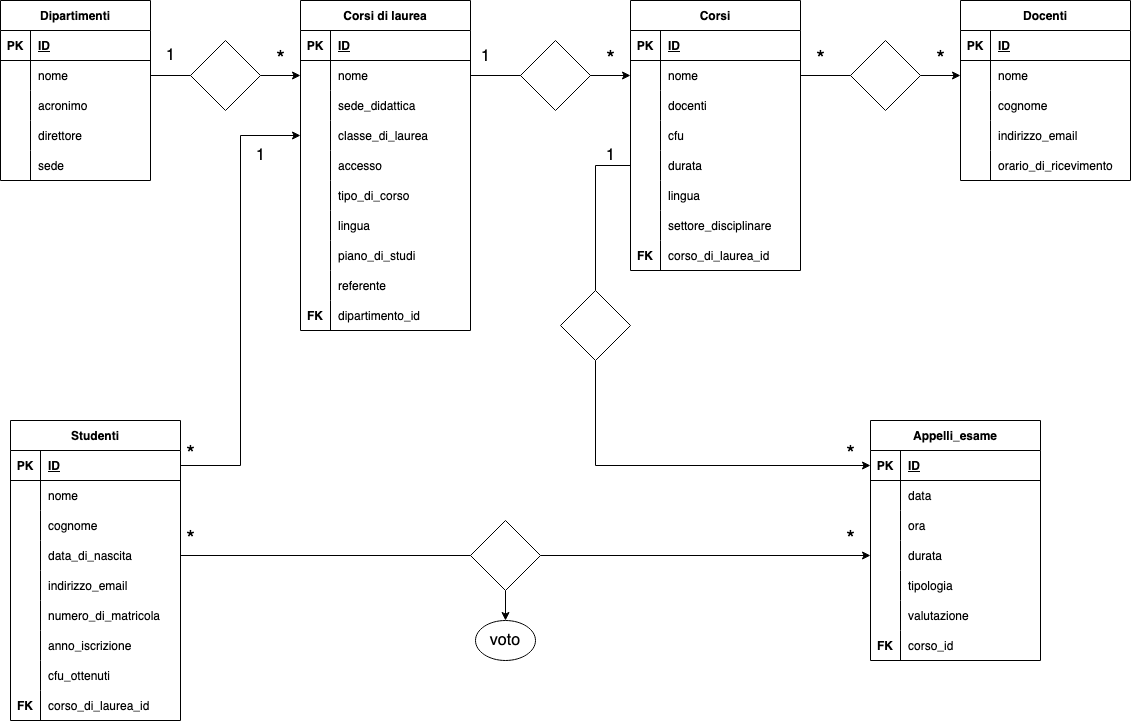 Dipartimenti
PK ID
nome
acronimo
direttore
sede
1
*
Corsi di laurea
PK ID
nome
sede_didattica
classe_di_laurea
accesso
tipo_di_corso
lingua
piano_di_studi
referente
FK dipartimento_id
1
*
Corsi
PK ID
nome
docenti
cfu
durata
lingua
settore_disciplinare
FK corso_di_laurea_id
*
*
Docenti
PK ID
nome
cognome
indirizzo_email
orario_di_ricevimento
1
1
Studenti
PK ID
nome
cognome
data_di_nascita
indirizzo_email
numero_di_matricola
anno_iscrizione
cfu_ottenuti
FK corso_di_laurea_id
*
*
voto
*
*
Appelli_esame
PK ID
data
ora
durata
tipologia
valutazione
FK corso_id